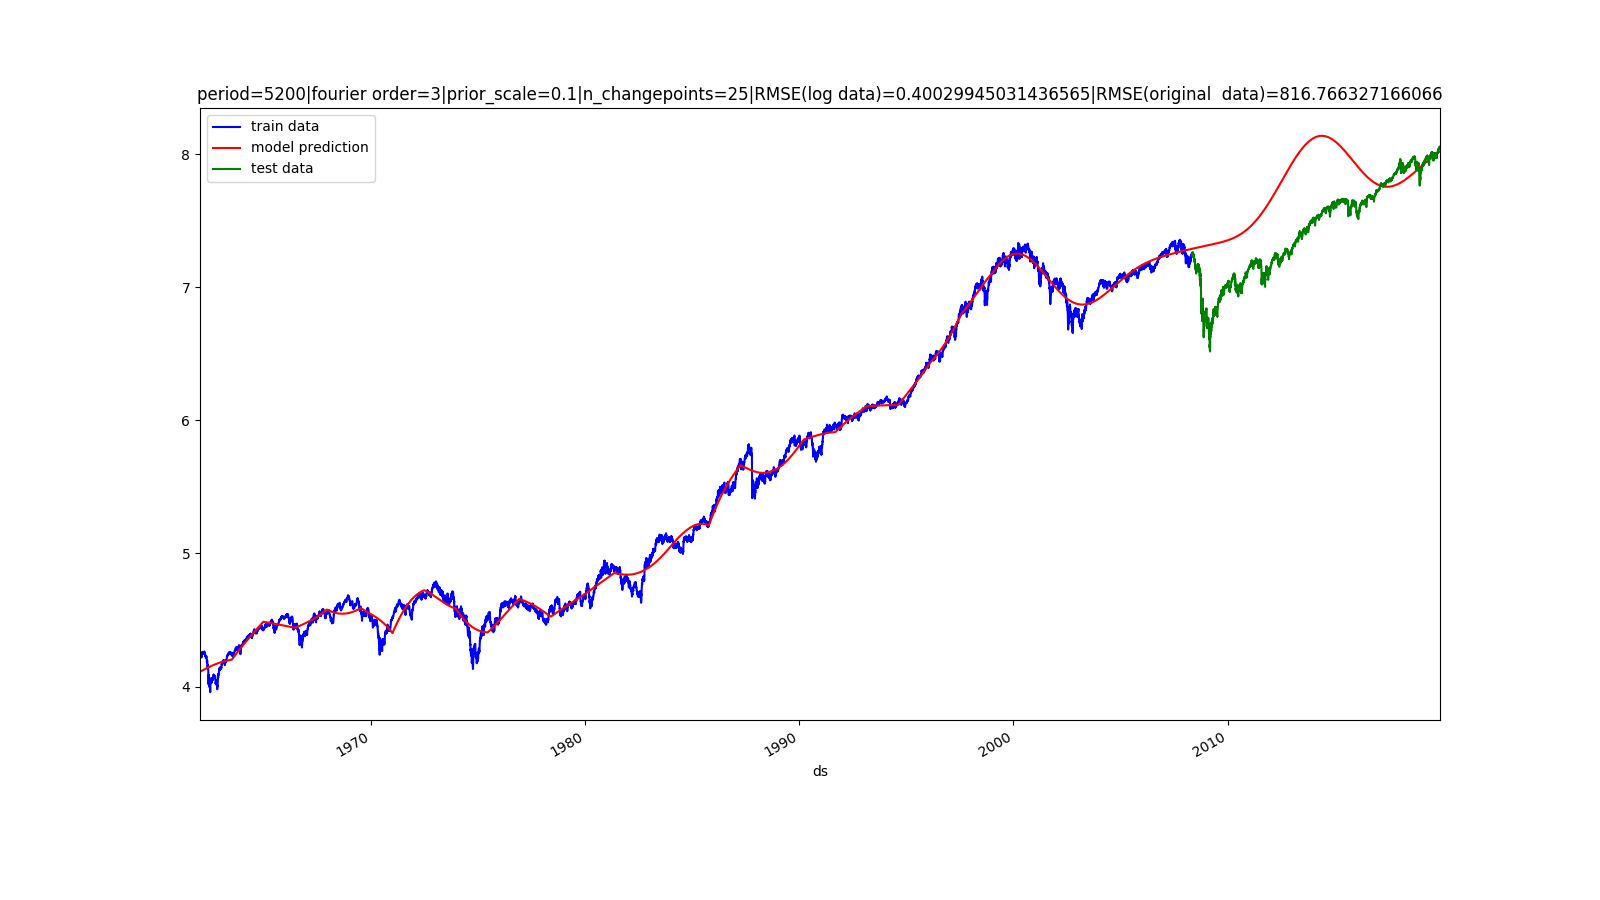 period=5200|fourier order=3|prior_scale=0.1|n_changepoints=25|RMSE(log data)=0.40029945031436565|RMSE(original  data)=816.766327166066
train data
model prediction
test data
8
7
6
5
4
1970
1980
1990
2000
2010
ds